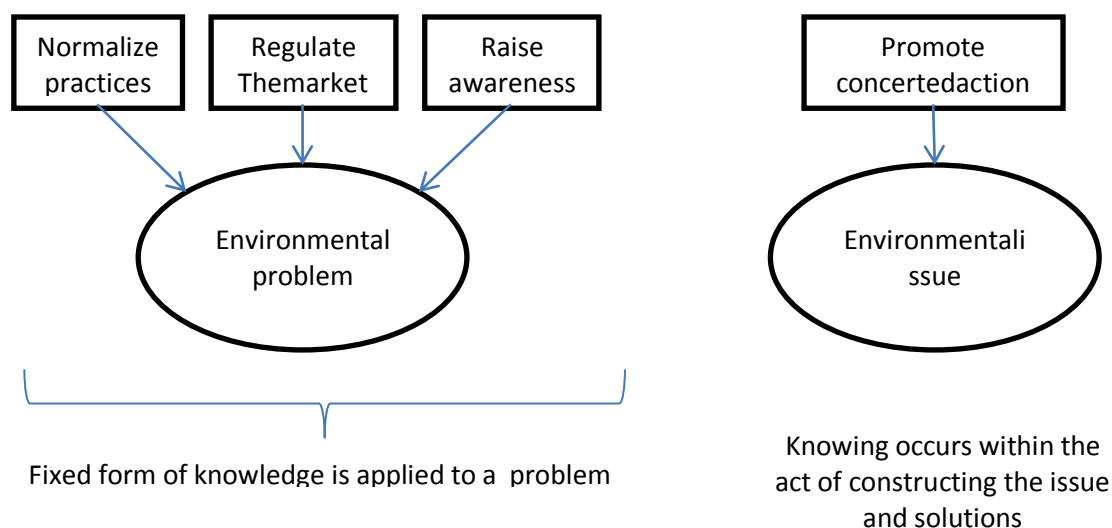 Normalize
practices
Regulate
Themarket
Raise
awareness
Promote
concertedaction
Environmental
problem
Environmentali
ssue
Fixed form of knowledge is applied to a  problem
Knowing occurs within the
act of constructing the issue
and solutions